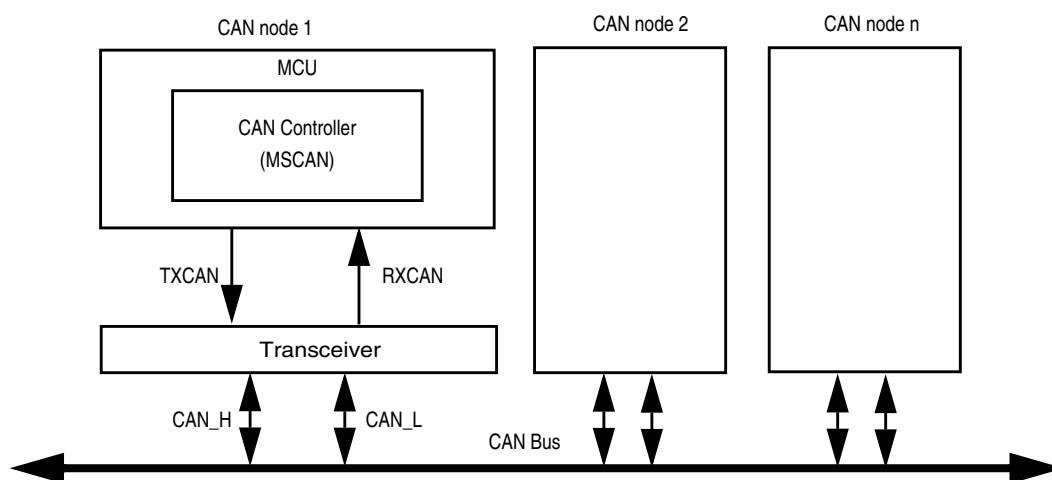 CAN node 1
CAN node 2
CAN node n
MCU
CAN Controller
(MSCAN)
TXCAN
RXCAN
Transceiver
CAN_H
CAN_L
CAN Bus